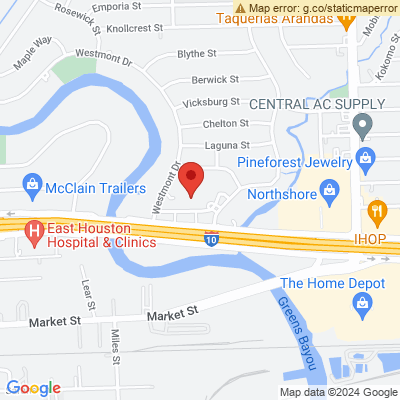 Map error: g.co/staticmaperror
Emporia St
Rosewick St
Knollcrest St
Taquerias Arandas
Maple Way
Westmont Dr
Blythe St
Kokomo St
Berwick St
Vicksburg St
CENTRAL AC SUPPLY
Chelton St
Laguna St
Pineforest Jewelry
McClain Trailers
Westmont Dr
Northshore
East Houston
Hospital & Clinics
IHOP
10
The Home Depot
Lear St
Market St
Market St
Greens Bayou
Miles St
Google
Map data ©2024 Google